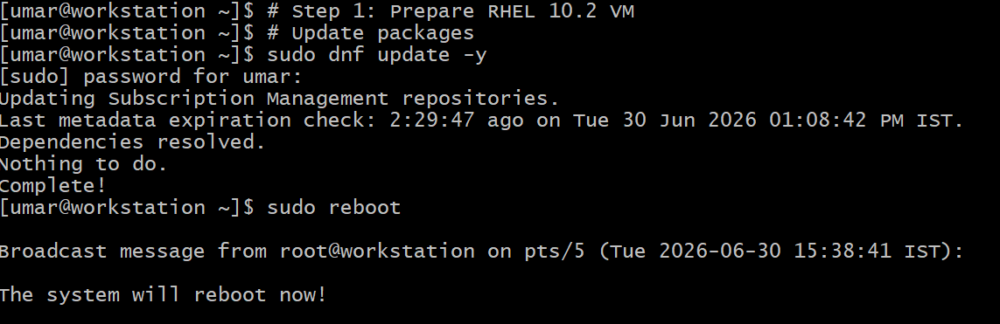 [umar@workstation ~]$ # Step 1: Prepare RHEL 10.2 VM
[umar@workstation ~]$ # Update packages
[umar@workstation ~]$ sudo dnf update -y
[sudo] password for umar:
Updating Subscription Management repositories.
Last metadata expiration check: 2:29:47 ago on Tue 30 Jun 2026 01:08:42 PM IST.
Dependencies resolved.
Nothing to do.
Complete!
[umar@workstation ~]$ sudo reboot
Broadcast message from root@workstation on pts/5 (Tue 2026-06-30 15:38:41 IST):
The system will reboot now!